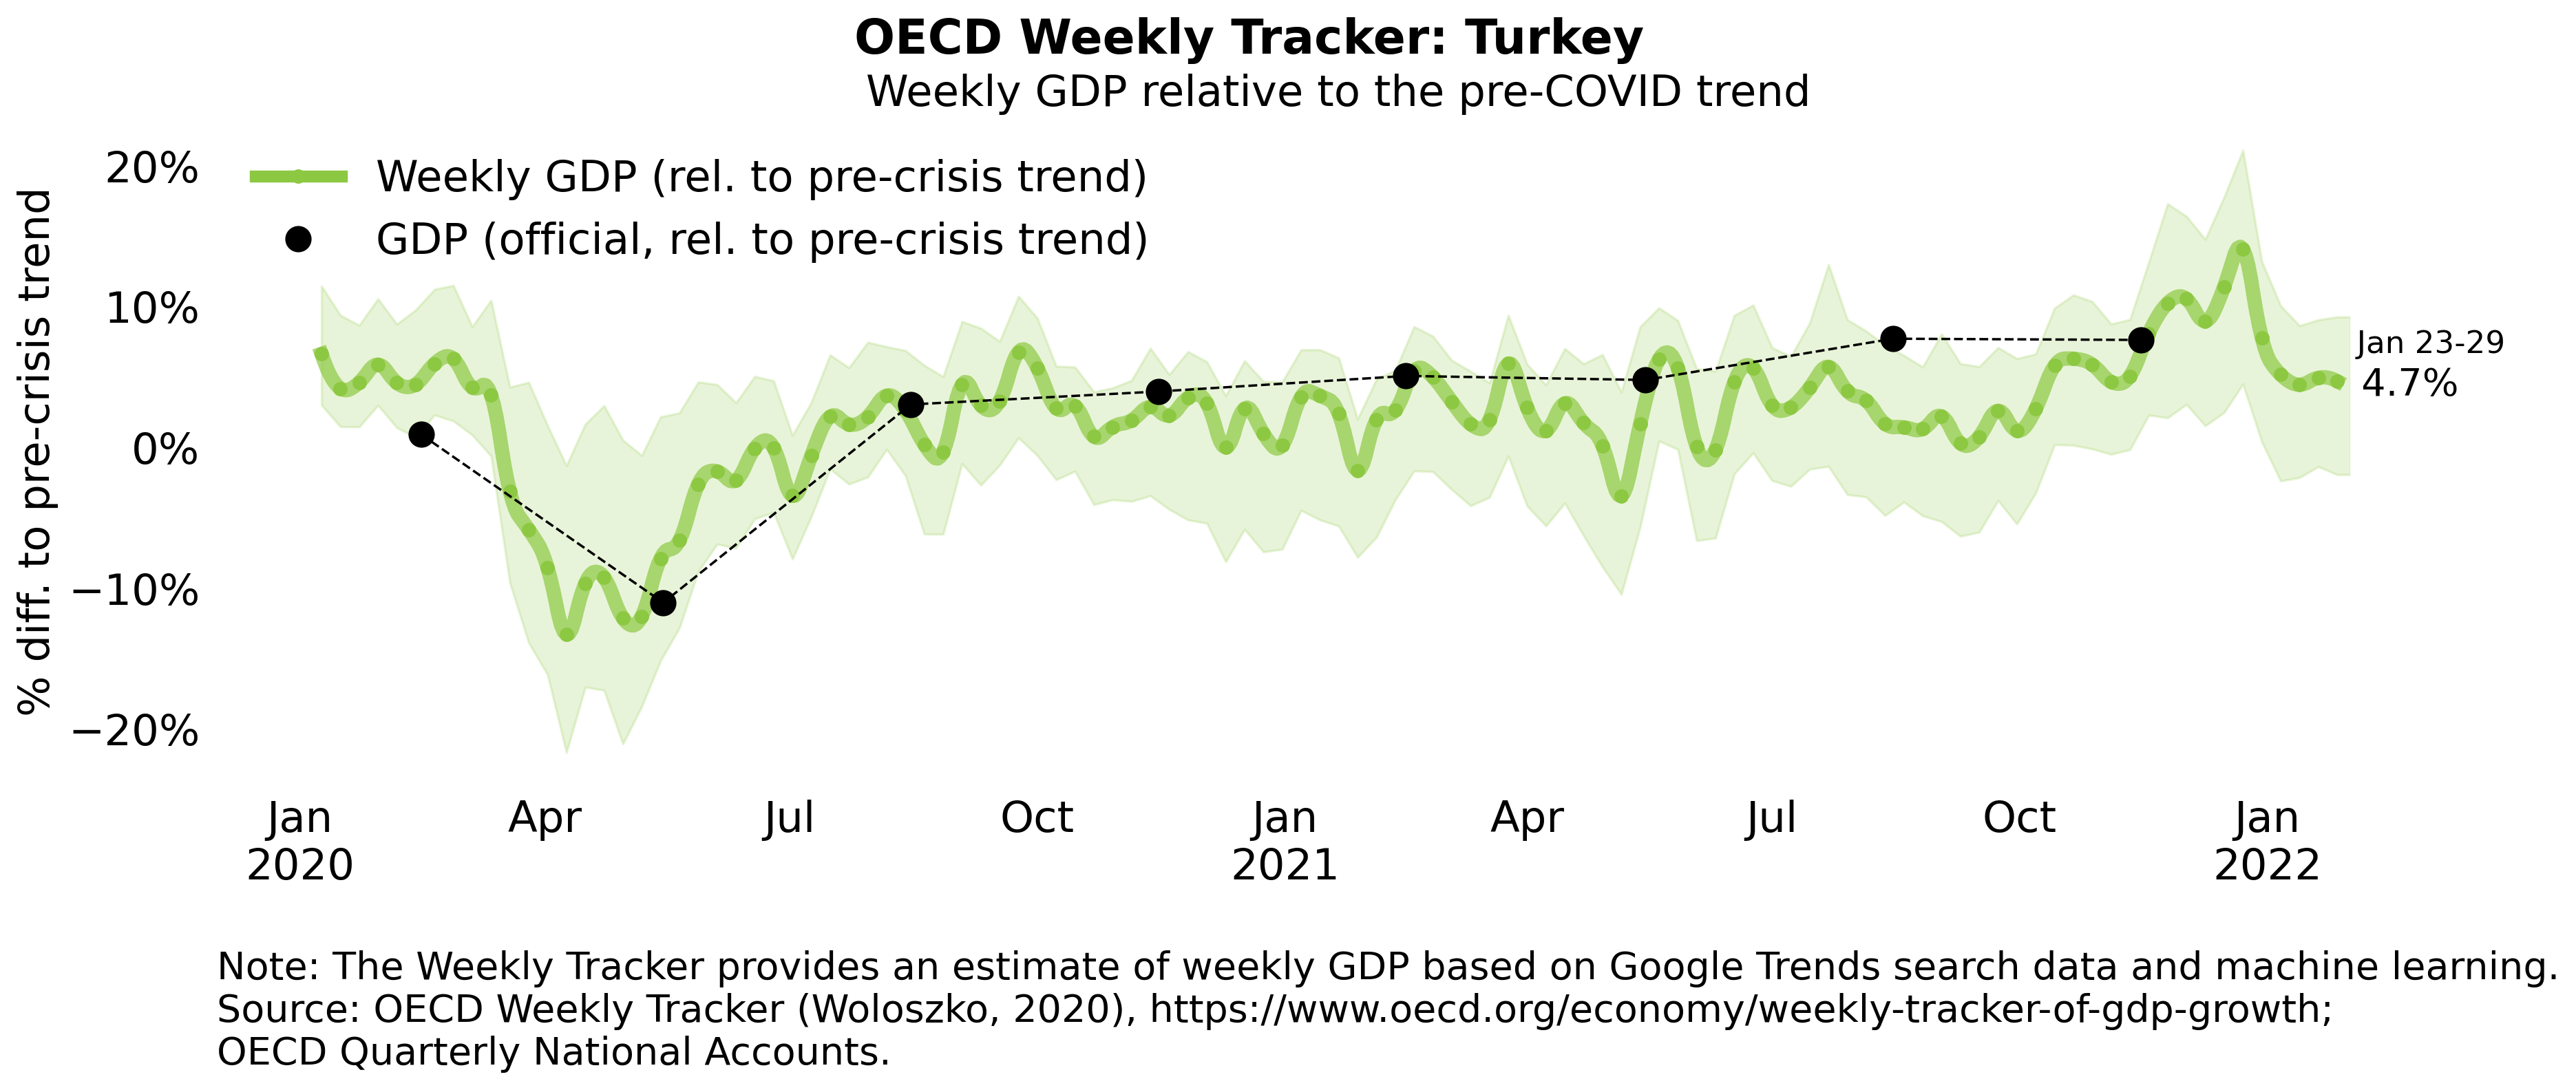 OECD Weekly Tracker: Turkey
Weekly GDP relative to the pre-COVID trend
% diff. to pre-crisis trend
20%
10%
0%
−10%
−20%
Weekly GDP (rel. to pre-crisis trend)
GDP (official, rel. to pre-crisis trend)
Jan 23-29
4.7%
Jan Apr Jul Oct Jan Apr Jul Oct Jan
2020 2021 2022
Note: The Weekly Tracker provides an estimate of weekly GDP based on Google Trends search data and machine learning.
Source: OECD Weekly Tracker (Woloszko, 2020), https://www.oecd.org/economy/weekly-tracker-of-gdp-growth;
OECD Quarterly National Accounts.